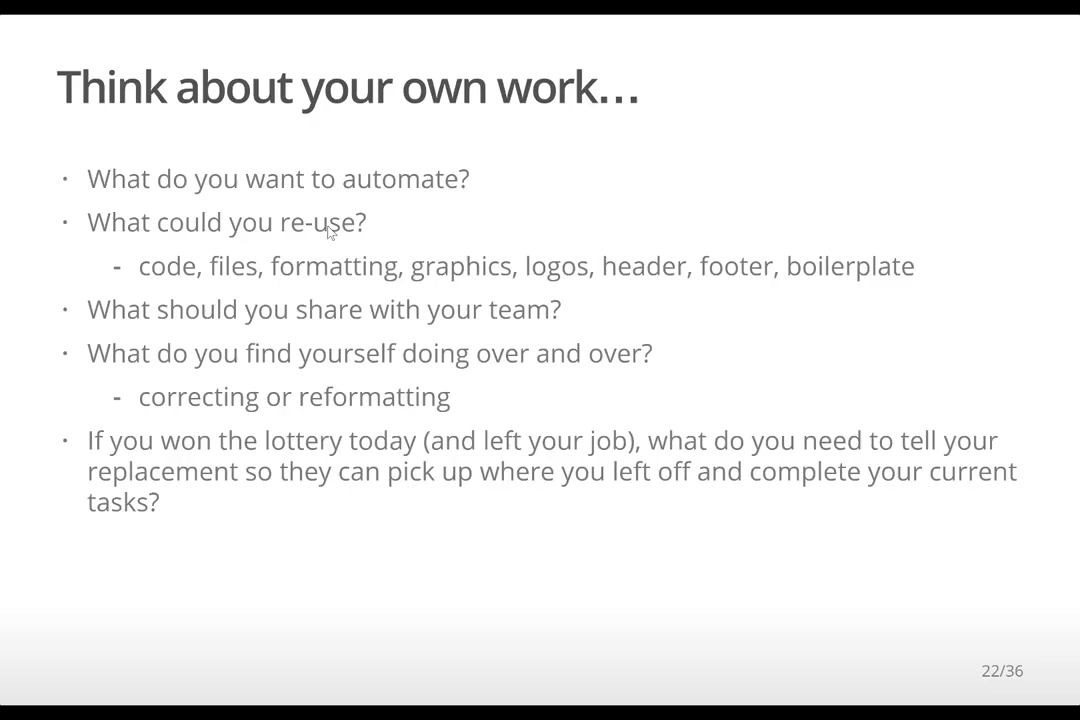 Think about your own work…
· What do you want to automate?
· What could you re-use?
- code, files, formatting, graphics, logos, header, footer, boilerplate
· What should you share with your team?
· What do you find yourself doing over and over?
- correcting or reformatting
· If you won the lottery today (and left your job), what do you need to tell your
replacement so they can pick up where you left off and complete your current
tasks?
22/36